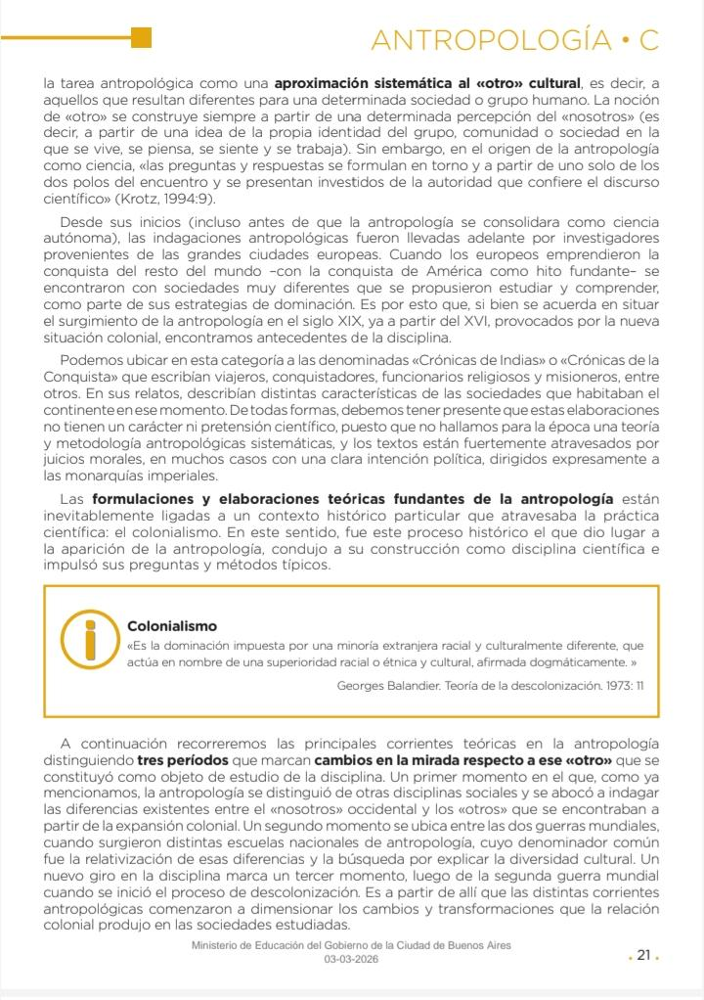 ANTROPOLOGÍA • C
la tarea antropológica como una aproximación sistemática al «otro» cultural, es decir, a
aquellos que resultan diferentes para una determinada sociedad o grupo humano. La noción
de «otro» se construye siempre a partir de una determinada percepción del «nosotros» (es
decir, a partir de una idea de la propia identidad del grupo, comunidad o sociedad en la
que se vive, se piensa, se siente y se trabaja). Sin embargo, en el origen de la antropología
como ciencia, «las preguntas y respuestas se formulan en torno y a partir de uno solo de los
dos polos del encuentro y se presentan investidos de la autoridad que confiere el discurso
científico» (Krotz, 1994:9).
Desde sus inicios (incluso antes de que la antropología se consolidara como ciencia
autónoma), las indagaciones antropológicas fueron llevadas adelante por investigadores
provenientes de las grandes ciudades europeas. Cuando los europeos emprendieron la
conquista del resto del mundo –con la conquista de América como hito fundante– se
encontraron con sociedades muy diferentes que se propusieron estudiar y comprender,
como parte de sus estrategias de dominación. Es por esto que, si bien se acuerda en situar
el surgimiento de la antropología en el siglo XIX, ya a partir del XVI, provocados por la nueva
situación colonial, encontramos antecedentes de la disciplina.
Podemos ubicar en esta categoría a las denominadas «Crónicas de Indias» o «Crónicas de la
Conquista» que escribían viajeros, conquistadores, funcionarios religiosos y misioneros, entre
otros. En sus relatos, describían distintas características de las sociedades que habitaban el
continente en ese momento. De todas formas, debemos tener presente que estas elaboraciones
no tienen un carácter ni pretensión científico, puesto que no hallamos para la época una teoría
y metodología antropológicas sistemáticas, y los textos están fuertemente atravesados por
juicios morales, en muchos casos con una clara intención política, dirigidos expresamente a
las monarquías imperiales.
Las formulaciones y elaboraciones teóricas fundantes de la antropología están
inevitablemente ligadas a un contexto histórico particular que atravesaba la práctica
científica: el colonialismo. En este sentido, fue este proceso histórico el que dio lugar a
la aparición de la antropología, condujo a su construcción como disciplina científica e
impulsó sus preguntas y métodos típicos.
Colonialismo
«Es la dominación impuesta por una minoría extranjera racial y culturalmente diferente, que
actúa en nombre de una superioridad racial o étnica y cultural, afirmada dogmáticamente. »
Georges Balandier. Teoría de la descolonización. 1973: 11
A continuación recorreremos las principales corrientes teóricas en la antropología
distinguiendo tres períodos que marcan cambios en la mirada respecto a ese «otro» que se
constituyó como objeto de estudio de la disciplina. Un primer momento en el que, como ya
mencionamos, la antropología se distinguió de otras disciplinas sociales y se abocó a indagar
las diferencias existentes entre el «nosotros» occidental y los «otros» que se encontraban a
partir de la expansión colonial. Un segundo momento se ubica entre las dos guerras mundiales,
cuando surgieron distintas escuelas nacionales de antropología, cuyo denominador común
fue la relativización de esas diferencias y la búsqueda por explicar la diversidad cultural. Un
nuevo giro en la disciplina marca un tercer momento, luego de la segunda guerra mundial
cuando se inició el proceso de descolonización. Es a partir de allí que las distintas corrientes
antropológicas comenzaron a dimensionar los cambios y transformaciones que la relación
colonial produjo en las sociedades estudiadas.
Ministerio de Educación del Gobierno de la Ciudad de Buenos Aires
03-03-2026
. 21 .